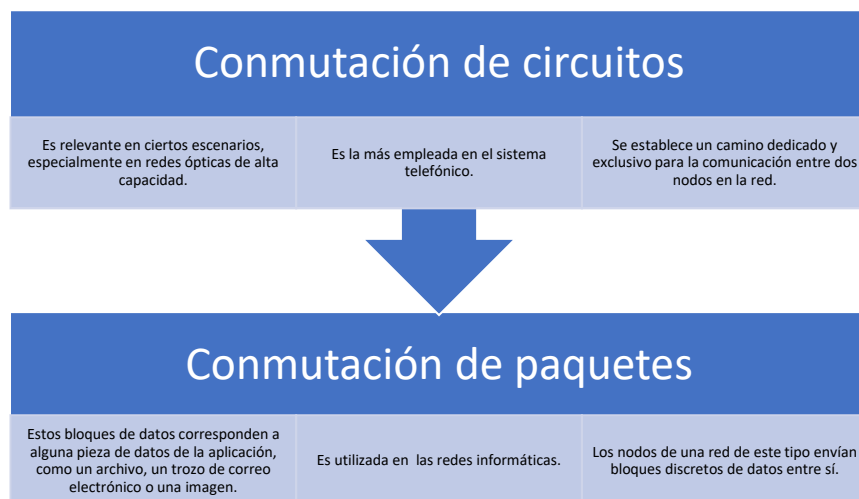 Conmutación de circuitos
Es relevante en ciertos escenarios,
especialmente en redes ópticas de alta
capacidad.
Es la más empleada en el sistema
telefónico.
Se establece un camino dedicado y
exclusivo para la comunicación entre dos
nodos en la red.
Conmutación de paquetes
Estos bloques de datos corresponden a
alguna pieza de datos de la aplicación,
como un archivo, un trozo de correo
electrónico o una imagen.
Es utilizada en las redes informáticas.
Los nodos de una red de este tipo envían
bloques discretos de datos entre sí.